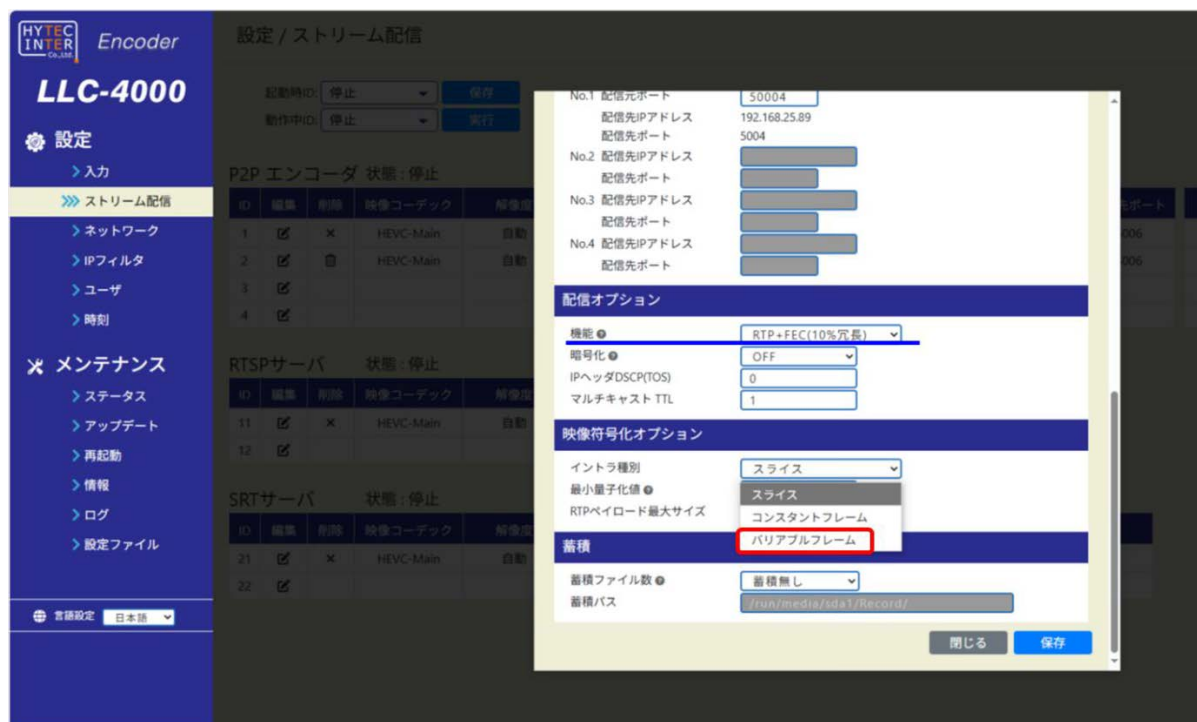 HYTEC
INTER
Co.,Ltd.
Encoder
LLC-4000
設定
入力
ストリーム配信
ネットワーク
IPフィルタ
ユーザ
時刻
メンテナンス
ステータス
アップデート
再起動
情報
ログ
設定ファイル
言語設定 日本語
設定 / ストリーム配信
起動時ID: 停止 保存
動作中ID: 停止 実行
P2P エンコーダ 状態 : 停止
ID 編集 削除 映像コーデック 解像度
1 HEVC-Main 自動
2 HEVC-Main 自動
3
4
RTSPサーバ 状態 : 停止
ID 編集 削除 映像コーデック 解像度
11 HEVC-Main 自動
12
SRTサーバ 状態 : 停止
ID 編集 削除 映像コーデック 解像度
21 HEVC-Main 自動
22
No.1 配信元ポート 50004
配信先IPアドレス 192.168.25.89
配信先ポート 5004
No.2 配信先IPアドレス
配信先ポート
No.3 配信先IPアドレス
配信先ポート
No.4 配信先IPアドレス
配信先ポート
配信オプション
機能 RTP+FEC(10%冗長)
暗号化 OFF
IPヘッダDSCP(TOS) 0
マルチキャスト TTL 1
映像符号化オプション
イントラ種別 スライス
最小量子化値
RTPペイロード最大サイズ
スライス
コンスタントフレーム
バリアブルフレーム
蓄積
蓄積ファイル数 蓄積無し
蓄積パス /run/media/sda1/Record/
閉じる 保存